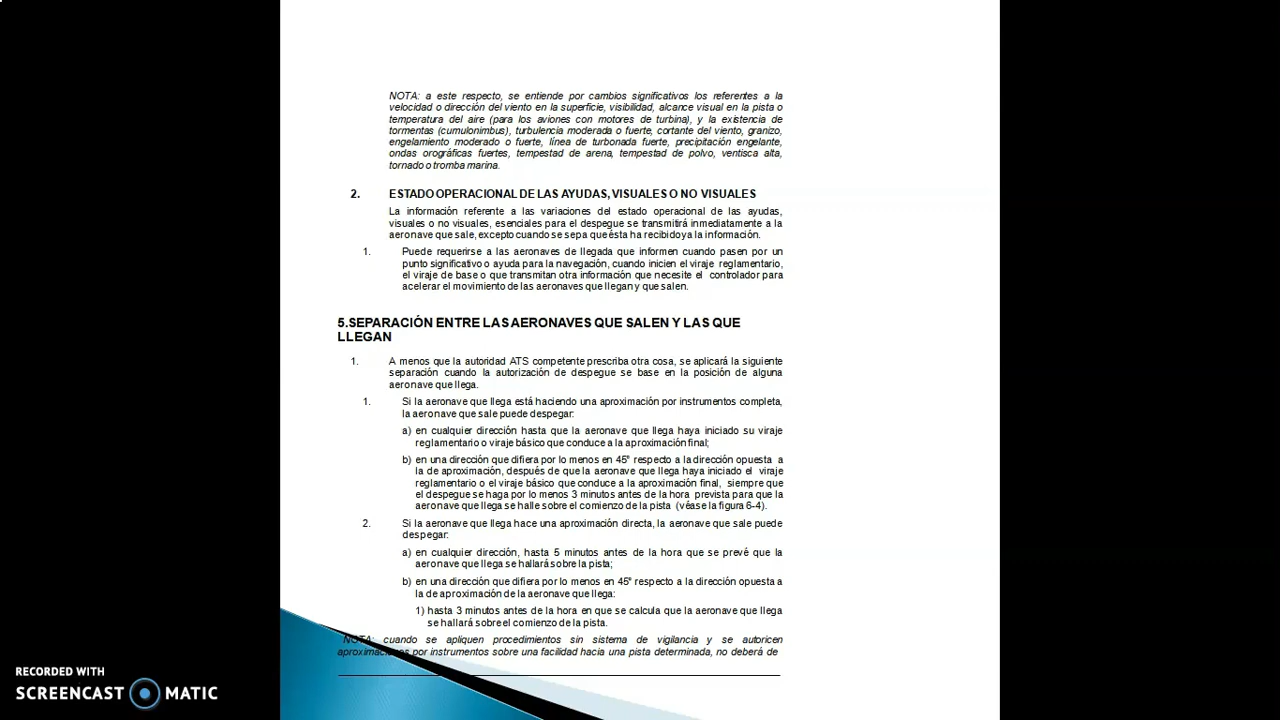 NOTA: a este respecto, se entiende por cambios significativos los referentes a la
velocidad o dirección del viento en la superficie, visibilidad, alcance visual en la pista o
temperatura del aire (para los aviones con motores de turbina), y la existencia de
tormentas (cumulonimbus), turbulencia moderada o fuerte, cortante del viento, granizo,
engelamiento moderado o fuerte, línea de turbonada fuerte, precipitación engelante,
ondas orográficas fuertes, tempestad de arena, tempestad de polvo, ventisca alta,
tornado o tromba marina.
2. ESTADO OPERACIONAL DE LAS AYUDAS, VISUALES O NO VISUALES
La información referente a las variaciones del estado operacional de las ayudas,
visuales o no visuales, esenciales para el despegue se transmitirá inmediatamente a la
aeronave que sale, excepto cuando se sepa que ésta ha recibido ya la información.
1. Puede requerirse a las aeronaves de llegada que informen cuando pasen por un
punto significativo o ayuda para la navegación, cuando inicien el viraje reglamentario,
el viraje de base o que transmitan otra información que necesite el controlador para
acelerar el movimiento de las aeronaves que llegan y que salen.
5.SEPARACIÓN ENTRE LAS AERONAVES QUE SALEN Y LAS QUE
LLEGAN
1. A menos que la autoridad ATS competente prescriba otra cosa, se aplicará la siguiente
separación cuando la autorización de despegue se base en la posición de alguna
aeronave que llega.
1. Si la aeronave que llega está haciendo una aproximación por instrumentos completa,
la aeronave que sale puede despegar:
a) en cualquier dirección hasta que la aeronave que llega haya iniciado su viraje
reglamentario o viraje básico que conduce a la aproximación final;
b) en una dirección que difiera por lo menos en 45º respecto a la dirección opuesta a
la de aproximación, después de que la aeronave que llega haya iniciado el viraje
reglamentario o el viraje básico que conduce a la aproximación final, siempre que
el despegue se haga por lo menos 3 minutos antes de la hora prevista para que la
aeronave que llega se halle sobre el comienzo de la pista (véase la figura 6-4).
2. Si la aeronave que llega hace una aproximación directa, la aeronave que sale puede
despegar:
a) en cualquier dirección, hasta 5 minutos antes de la hora que se prevé que la
aeronave que llega se hallará sobre la pista;
b) en una dirección que difiera por lo menos en 45º respecto a la dirección opuesta a
la de aproximación de la aeronave que llega:
1) hasta 3 minutos antes de la hora en que se calcula que la aeronave que llega
se hallará sobre el comienzo de la pista.
NOTA: cuando se apliquen procedimientos sin sistema de vigilancia y se autoricen
aproximaciones por instrumentos sobre una facilidad hacia una pista determinada, no deberá de
RECORDED WITH
SCREENCAST MATIC